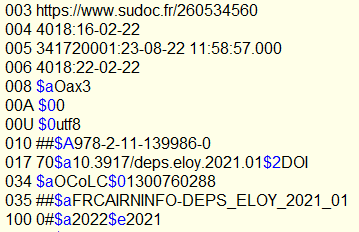 003 https://www.sudoc.fr/260534560
004 4018:16-02-22
005 341720001:23-08-22 11:58:57.000
006 4018:22-02-22
008 $aOax3
00A $00
00U $0utf8
010 ##$A978-2-11-139986-0
017 70$a10.3917/deps.eloy.2021.01$2DOI
034 $aOCoLC$01300760288
035 ##$aFRCAIRNINFO-DEPS_ELOY_2021_01
100 0#$a2022$e2021